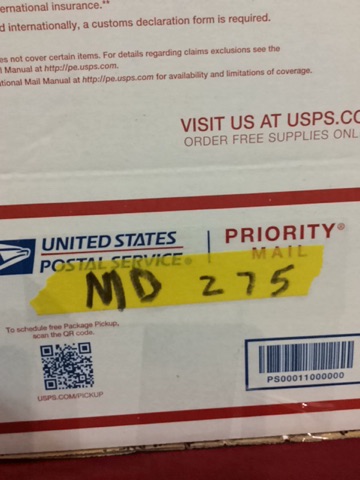 ernational insurance.**
d internationally, a customs declaration form is required.
es not cover certain items. For details regarding claims exclusions see the
l Manual at http://pe.usps.com.
ational Mail Manual at http://pe.usps.com for availability and limitations of coverage.
VISIT US AT USPS.CO
ORDER FREE SUPPLIES ONL
UNITED STATES
POSTAL SERVICE®
PRIORITY®
MAIL
MD 275
To schedule free Package Pickup,
scan the QR code.
USPS.COM/PICKUP
PS00011000000